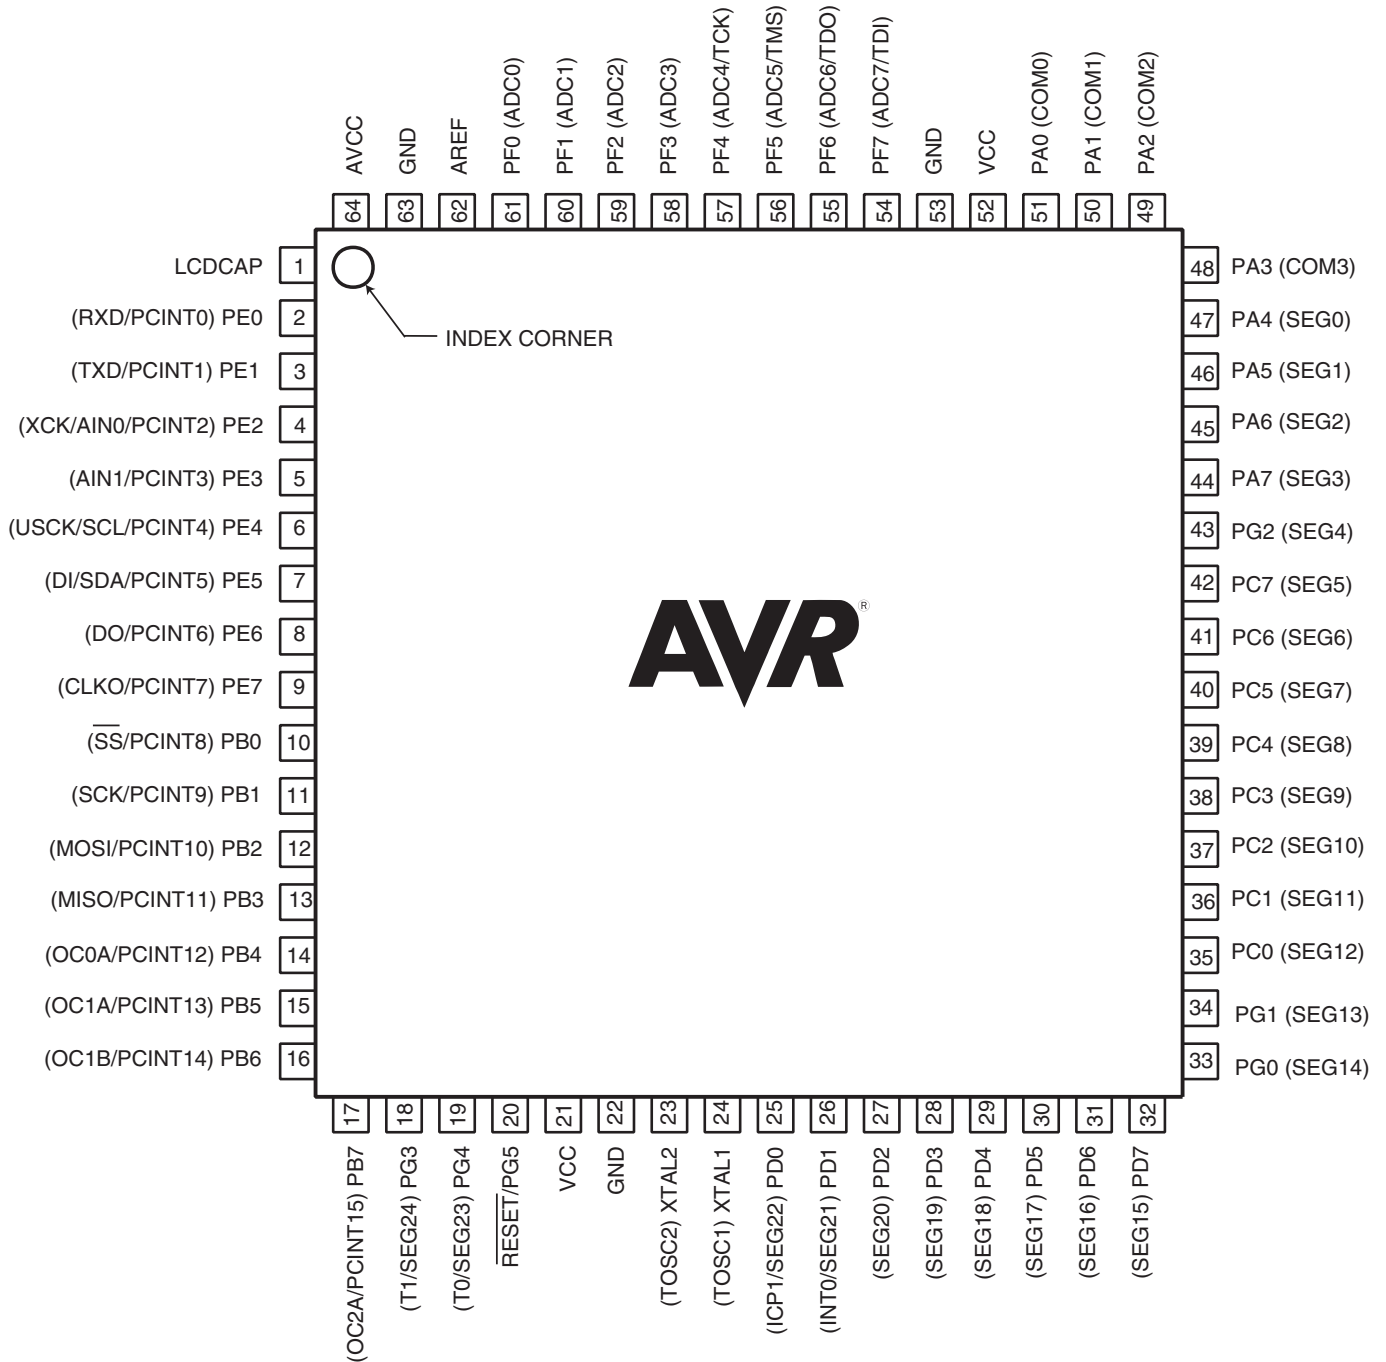 AVCC
GND
AREF
PF0 (ADC0)
PF1 (ADC1)
PF2 (ADC2)
PF3 (ADC3)
PF4 (ADC4/TCK)
PF5 (ADC5/TMS)
PF6 (ADC6/TDO)
PF7 (ADC7/TDI)
GND
VCC
PA0 (COM0)
PA1 (COM1)
PA2 (COM2)
64
63
62
61
60
59
58
57
56
55
54
53
52
51
50
49
LCDCAP 1
(RXD/PCINT0) PE0 2
(TXD/PCINT1) PE1 3
(XCK/AIN0/PCINT2) PE2 4
(AIN1/PCINT3) PE3 5
(USCK/SCL/PCINT4) PE4 6
(DI/SDA/PCINT5) PE5 7
(DO/PCINT6) PE6 8
(CLKO/PCINT7) PE7 9
(SS/PCINT8) PB0 10
(SCK/PCINT9) PB1 11
(MOSI/PCINT10) PB2 12
(MISO/PCINT11) PB3 13
(OC0A/PCINT12) PB4 14
(OC1A/PCINT13) PB5 15
(OC1B/PCINT14) PB6 16
INDEX CORNER
AVR®
48 PA3 (COM3)
47 PA4 (SEG0)
46 PA5 (SEG1)
45 PA6 (SEG2)
44 PA7 (SEG3)
43 PG2 (SEG4)
42 PC7 (SEG5)
41 PC6 (SEG6)
40 PC5 (SEG7)
39 PC4 (SEG8)
38 PC3 (SEG9)
37 PC2 (SEG10)
36 PC1 (SEG11)
35 PC0 (SEG12)
34 PG1 (SEG13)
33 PG0 (SEG14)
17
18
19
20
21
22
23
24
25
26
27
28
29
30
31
32
(OC2A/PCINT15) PB7
(T1/SEG24) PG3
(T0/SEG23) PG4
RESET/PG5
VCC
GND
(TOSC2) XTAL2
(TOSC1) XTAL1
(ICP1/SEG22) PD0
(INT0/SEG21) PD1
(SEG20) PD2
(SEG19) PD3
(SEG18) PD4
(SEG17) PD5
(SEG16) PD6
(SEG15) PD7